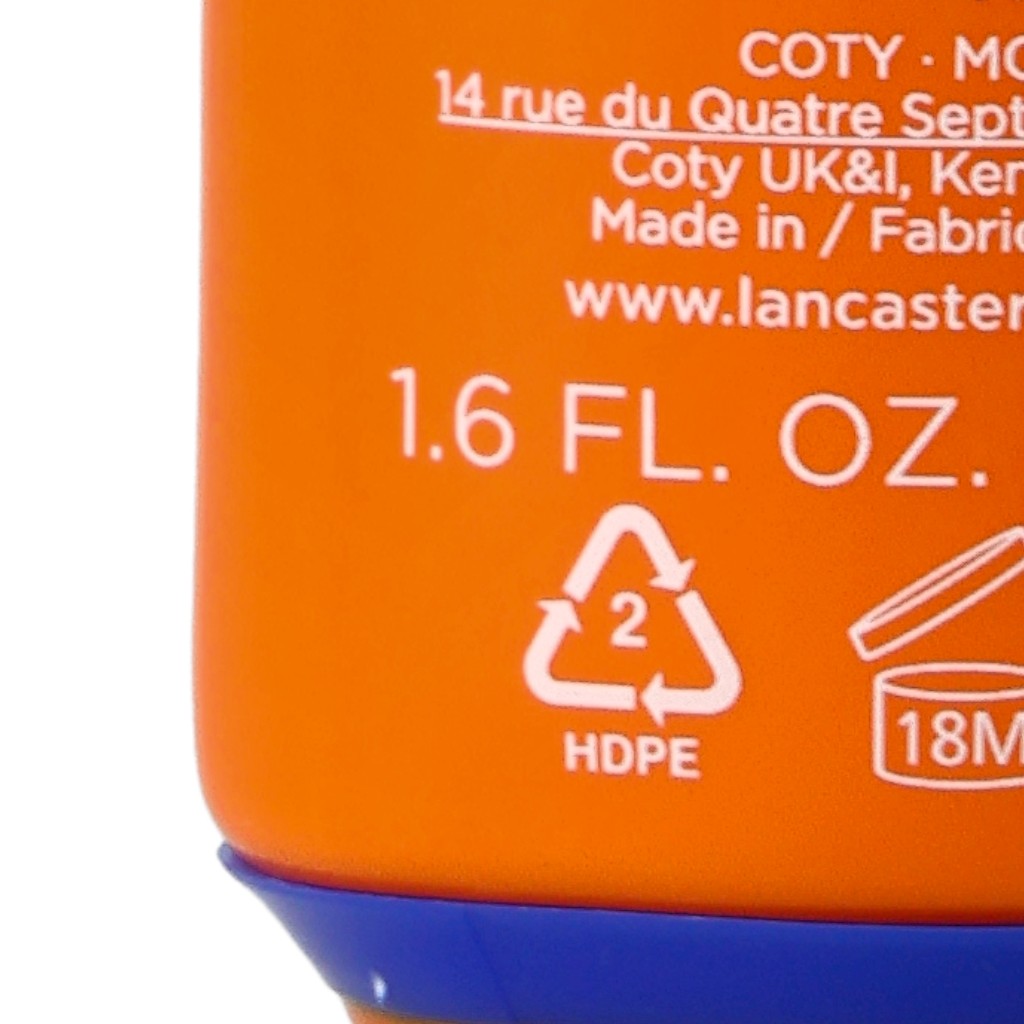 COTY · MO
14 rue du Quatre Sept
Coty UK&I, Ken
Made in / Fabric
www.lancaster
1.6 FL. OZ.
2
HDPE
18M